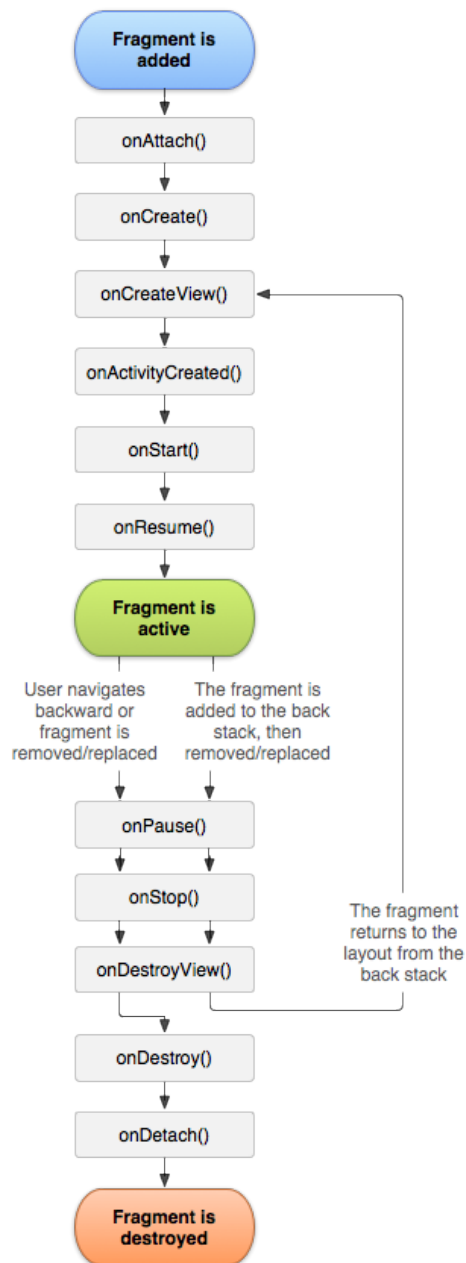 Fragment is
added
onAttach()
onCreate()
onCreateView()
onActivityCreated()
onStart()
onResume()
Fragment is
active
User navigates
backward or
fragment is
removed/replaced
The fragment is
added to the back
stack, then
removed/replaced
onPause()
onStop()
onDestroyView()
The fragment
returns to the
layout from the
back stack
onDestroy()
onDetach()
Fragment is
destroyed